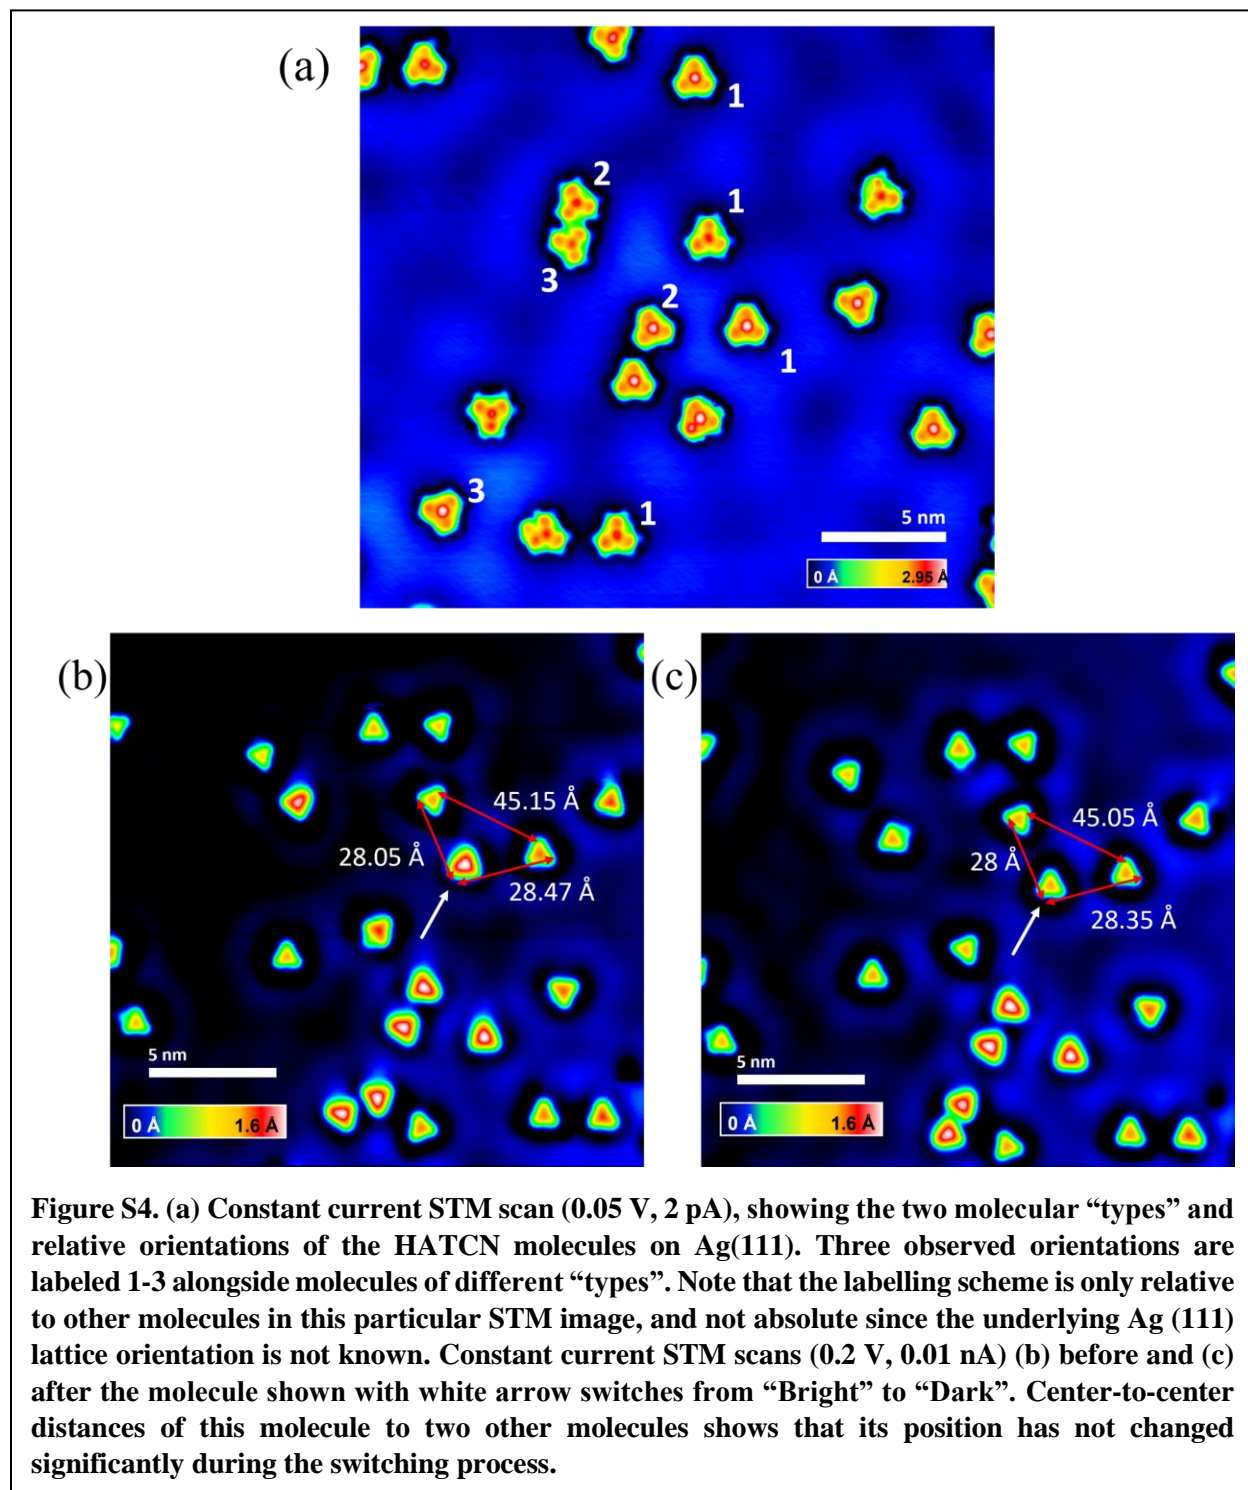 (a)
1
2
1
3
2
1
3
1
5 nm
0 Å 2.95 Å
(b)
45.15 Å
28.05 Å
28.47 Å
5 nm
0 Å 1.6 Å
(c)
45.05 Å
28 Å
28.35 Å
5 nm
0 Å 1.6 Å
Figure S4. (a) Constant current STM scan (0.05 V, 2 pA), showing the two molecular “types” and
relative orientations of the HATCN molecules on Ag(111). Three observed orientations are
labeled 1-3 alongside molecules of different “types”. Note that the labelling scheme is only relative
to other molecules in this particular STM image, and not absolute since the underlying Ag (111)
lattice orientation is not known. Constant current STM scans (0.2 V, 0.01 nA) (b) before and (c)
after the molecule shown with white arrow switches from “Bright” to “Dark”. Center-to-center
distances of this molecule to two other molecules shows that its position has not changed
significantly during the switching process.